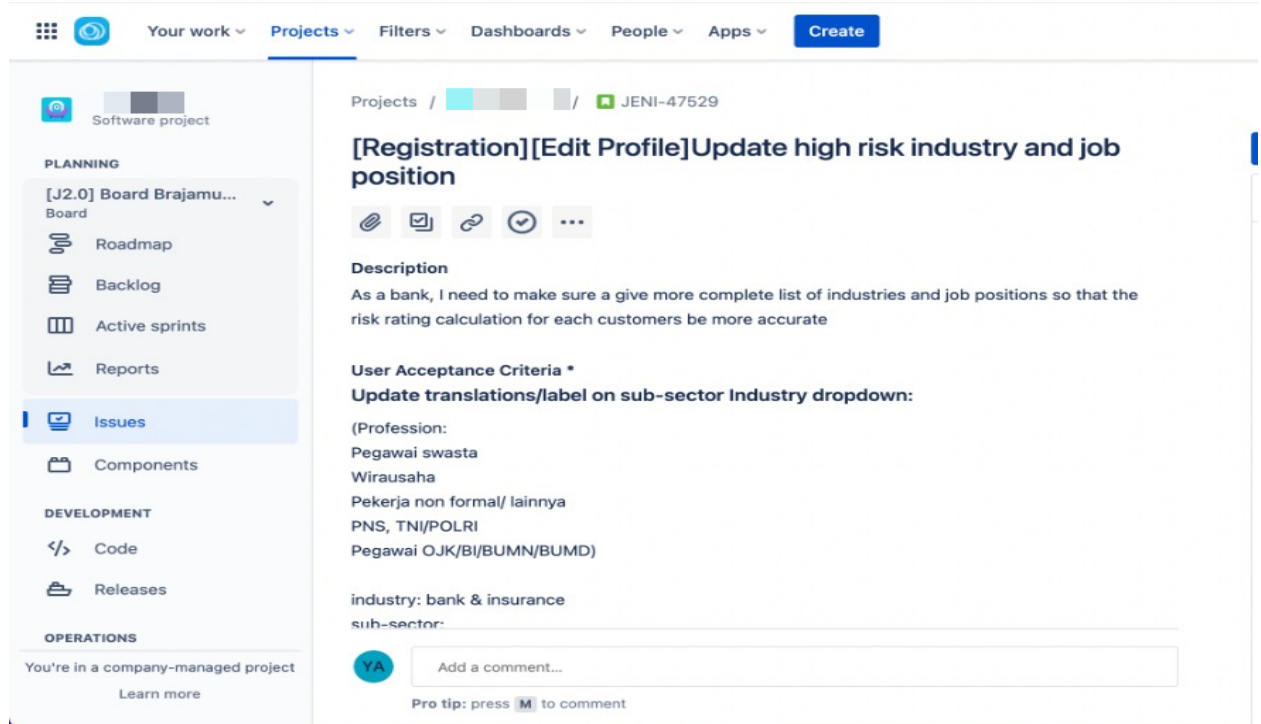 Your work Projects Filters Dashboards People Apps Create
Software project
PLANNING
[J2.0] Board Brajamu...
Board
Roadmap
Backlog
Active sprints
Reports
Issues
Components
DEVELOPMENT
Code
Releases
OPERATIONS
You're in a company-managed project
Learn more
Projects / / JENI-47529
[Registration][Edit Profile]Update high risk industry and job
position
Description
As a bank, I need to make sure a give more complete list of industries and job positions so that the
risk rating calculation for each customers be more accurate
User Acceptance Criteria *
Update translations/label on sub-sector Industry dropdown:
(Profession:
Pegawai swasta
Wirausaha
Pekerja non formal/ lainnya
PNS, TNI/POLRI
Pegawai OJK/BI/BUMN/BUMD)
industry: bank & insurance
sub-sector:
YA
Add a comment...
Pro tip: press M to comment